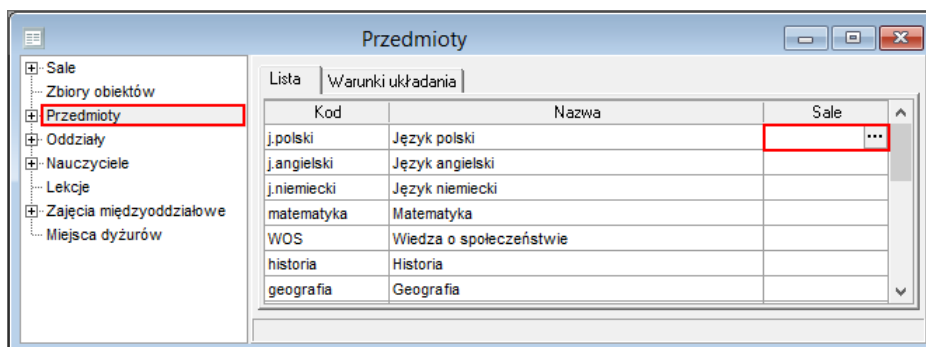 Przedmioty
Sale
Zbiory obiektów
Przedmioty
Oddziały
Nauczyciele
Lekcje
Zajęcia międzyoddziałowe
Miejsca dyżurów
Lista Warunki układania
Kod Nazwa Sale
j.polski Język polski ...
j.angielski Język angielski
j.niemiecki Język niemiecki
matematyka Matematyka
WOS Wiedza o społeczeństwie
historia Historia
geografia Geografia